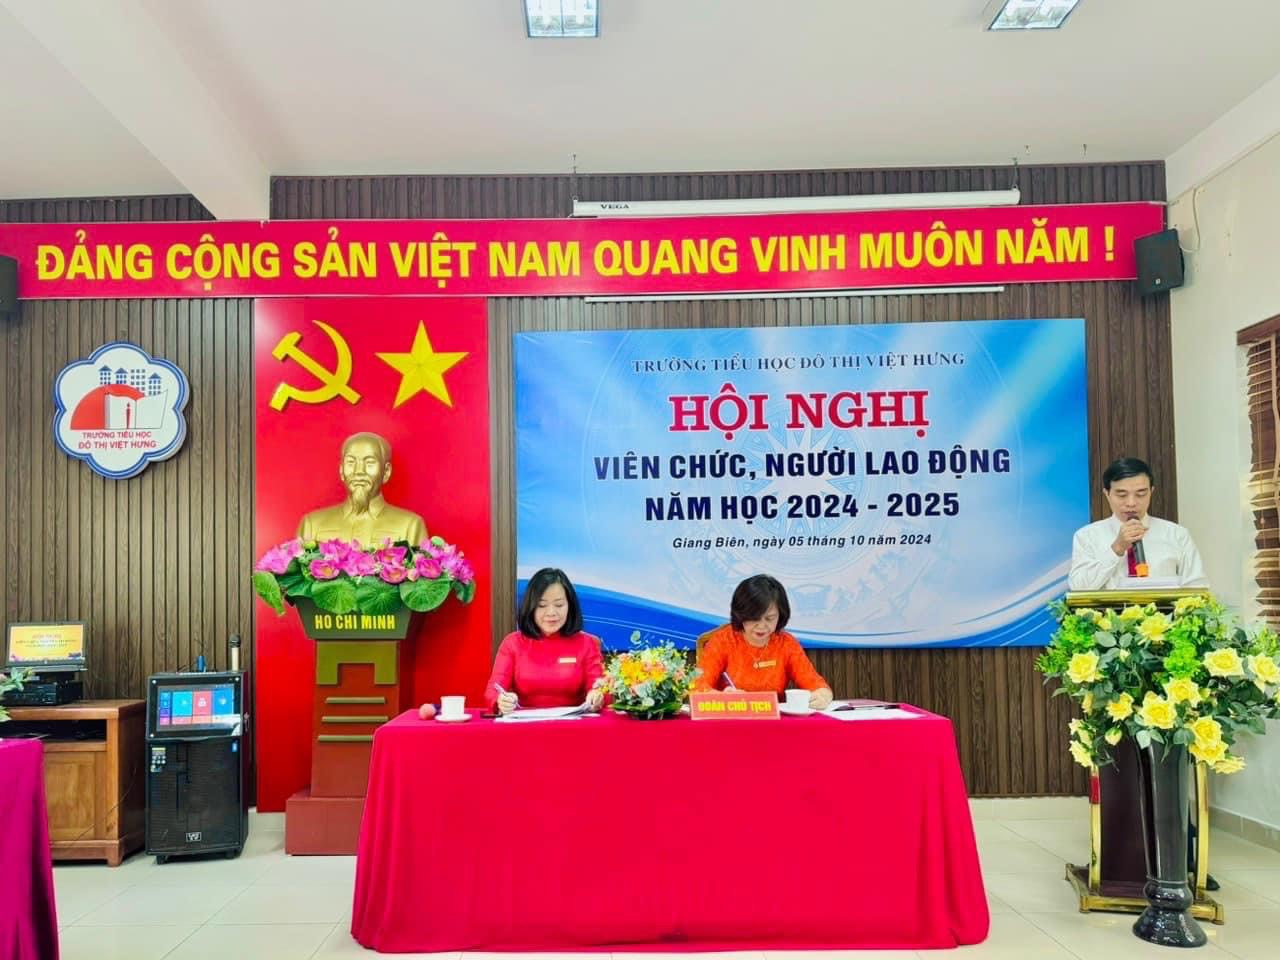 VEGA
ĐẢNG CỘNG SẢN VIỆT NAM QUANG VINH MUÔN NĂM !
TRƯỜNG TIỂU HỌC ĐÔ THỊ VIỆT HƯNG
HỘI NGHỊ
VIÊN CHỨC, NGƯỜI LAO ĐỘNG
NĂM HỌC 2024 - 2025
Giang Biên, ngày 05 tháng 10 năm 2024
TRƯỜNG TIỂU HỌC
ĐÔ THỊ VIỆT HƯNG
HO CHI MINH
ĐOÀN CHỦ TỊCH
HỘI NGHỊ